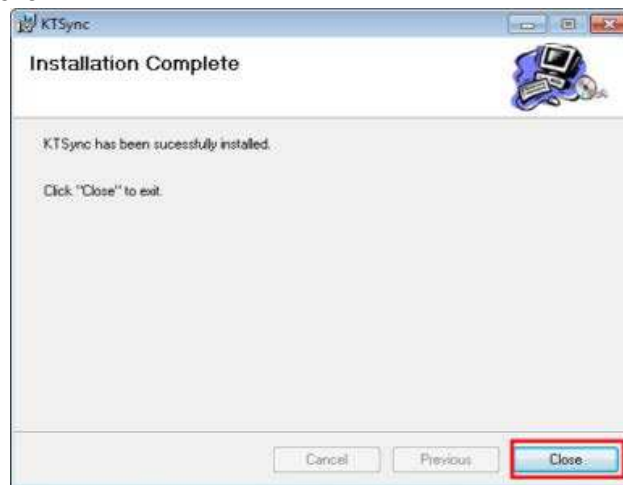 KTSync
Installation Complete
KTSync has been sucessfully installed.
Click "Close" to exit.
Cancel
Previous
Close